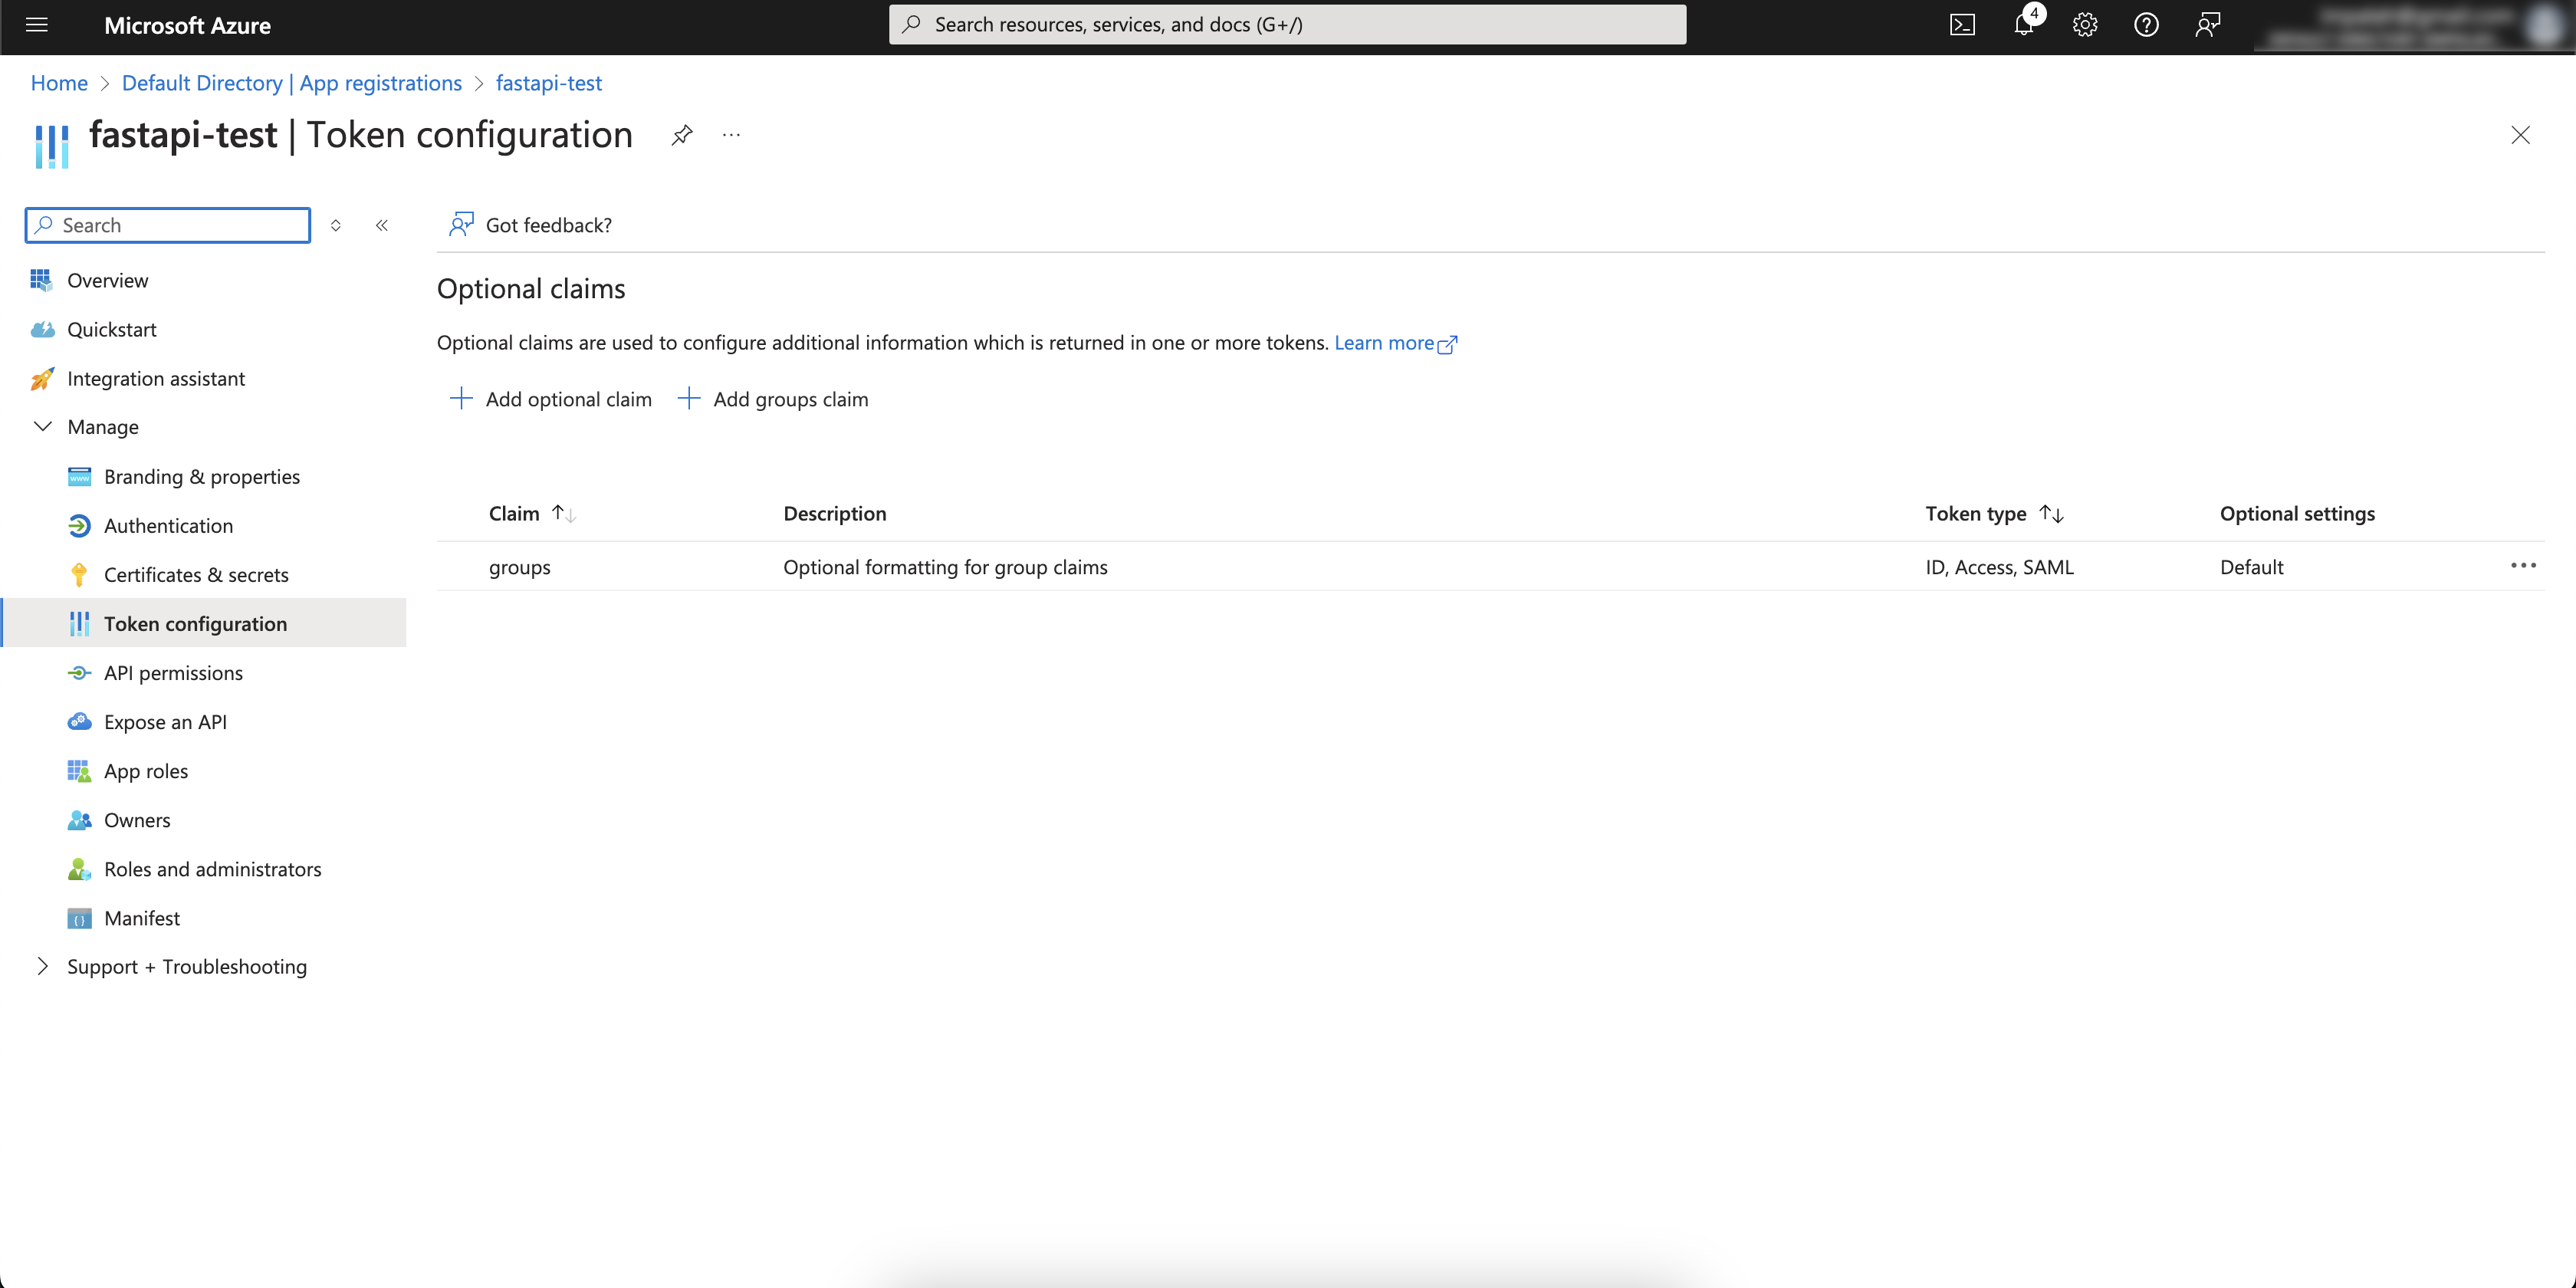 Microsoft Azure
Search resources, services, and docs (G+/)
4
Home > Default Directory | App registrations > fastapi-test
fastapi-test | Token configuration
Search
Got feedback?
Overview
Quickstart
Integration assistant
Manage
Branding & properties
Authentication
Certificates & secrets
Token configuration
API permissions
Expose an API
App roles
Owners
Roles and administrators
Manifest
Support + Troubleshooting
Optional claims
Optional claims are used to configure additional information which is returned in one or more tokens. Learn more
Add optional claim Add groups claim
Claim Description Token type Optional settings
groups Optional formatting for group claims ID, Access, SAML Default